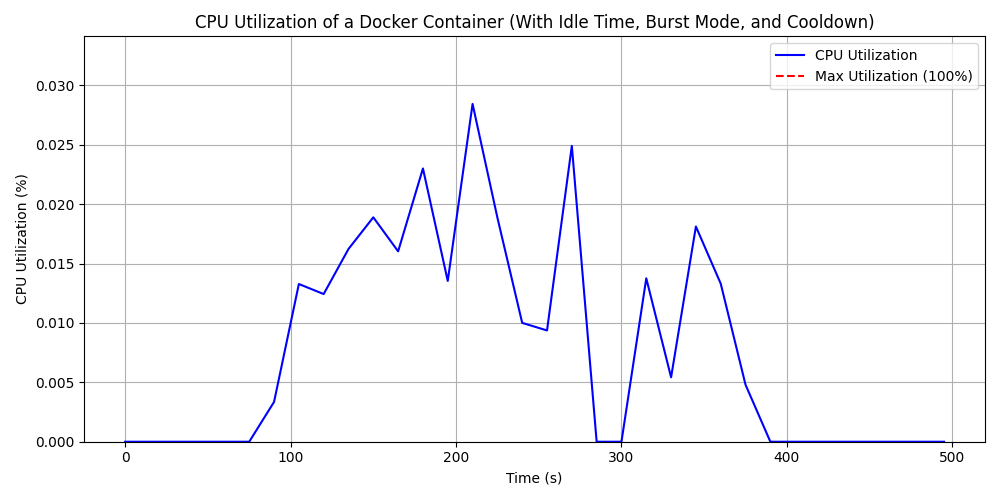 CPU Utilization of a Docker Container (With Idle Time, Burst Mode, and Cooldown)
CPU Utilization
Max Utilization (100%)
CPU Utilization (%)
0.030
0.025
0.020
0.015
0.010
0.005
0.000
0 100 200 300 400 500
Time (s)